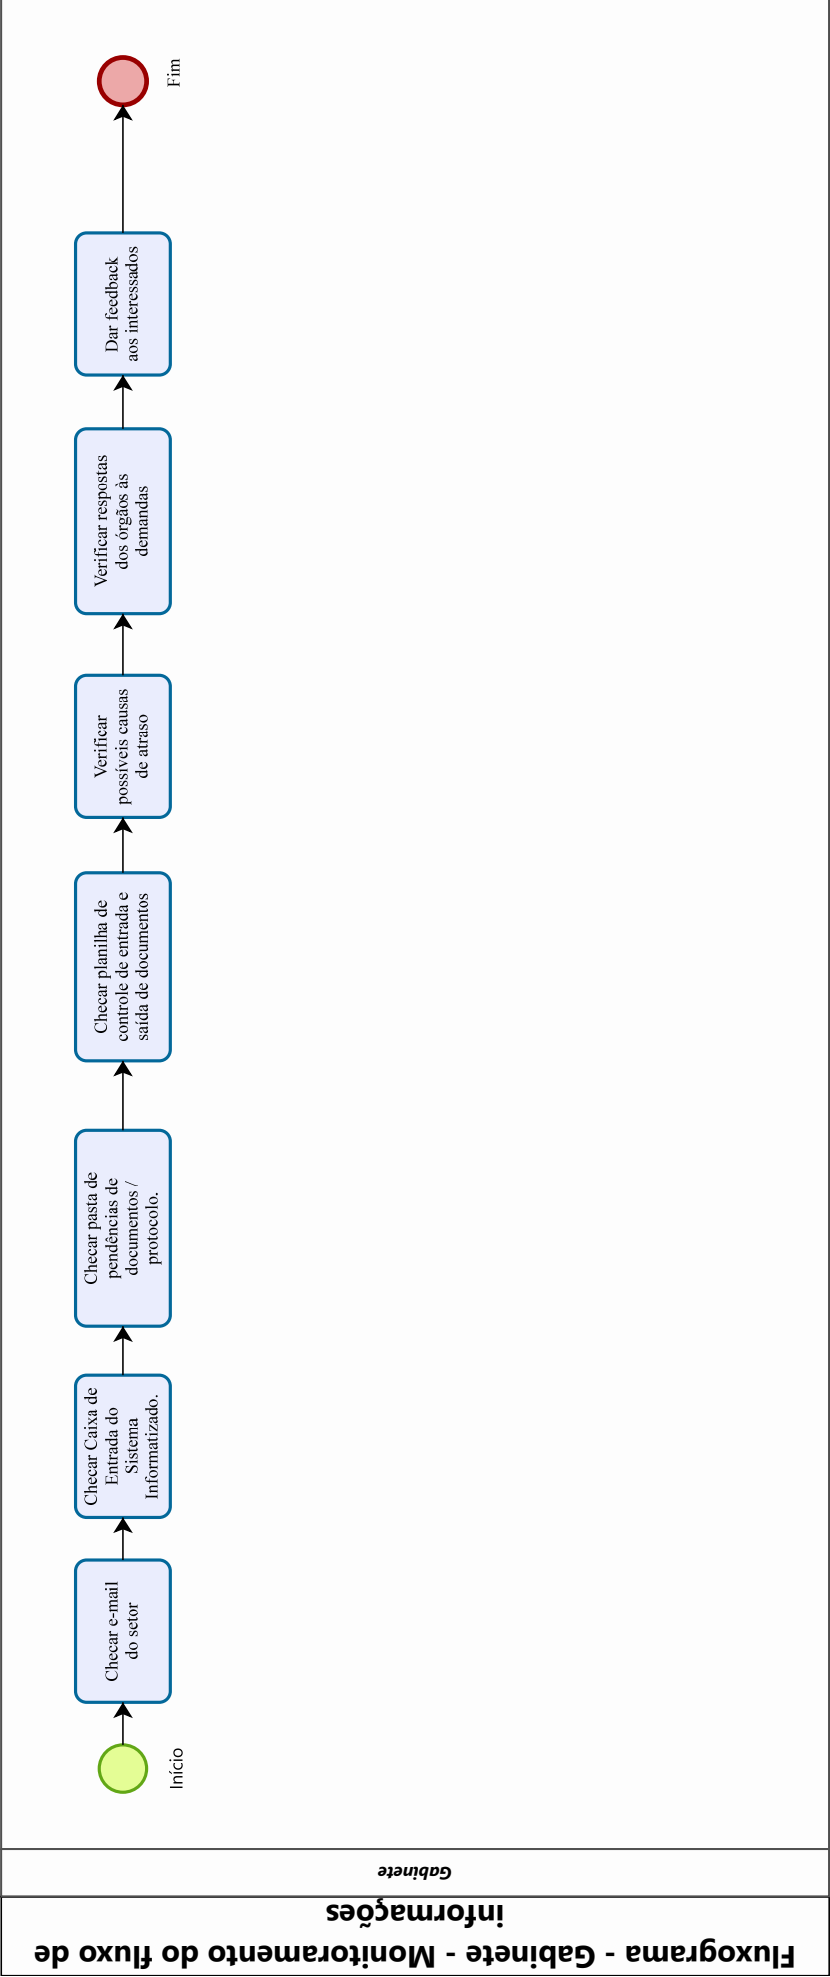 Fluxograma - Gabinete - Monitoramento do fluxo de
informações
Gabinete
Início
Checar e-mail
do setor
Checar Caixa de
Entrada do
Sistema
Informatizado.
Checar pasta de
pendências de
documentos /
protocolo.
Checar planilha de
controle de entrada e
saída de documentos
Verificar
possíveis causas
de atraso
Verificar respostas
dos órgãos às
demandas
Dar feedback
aos interessados
Fim